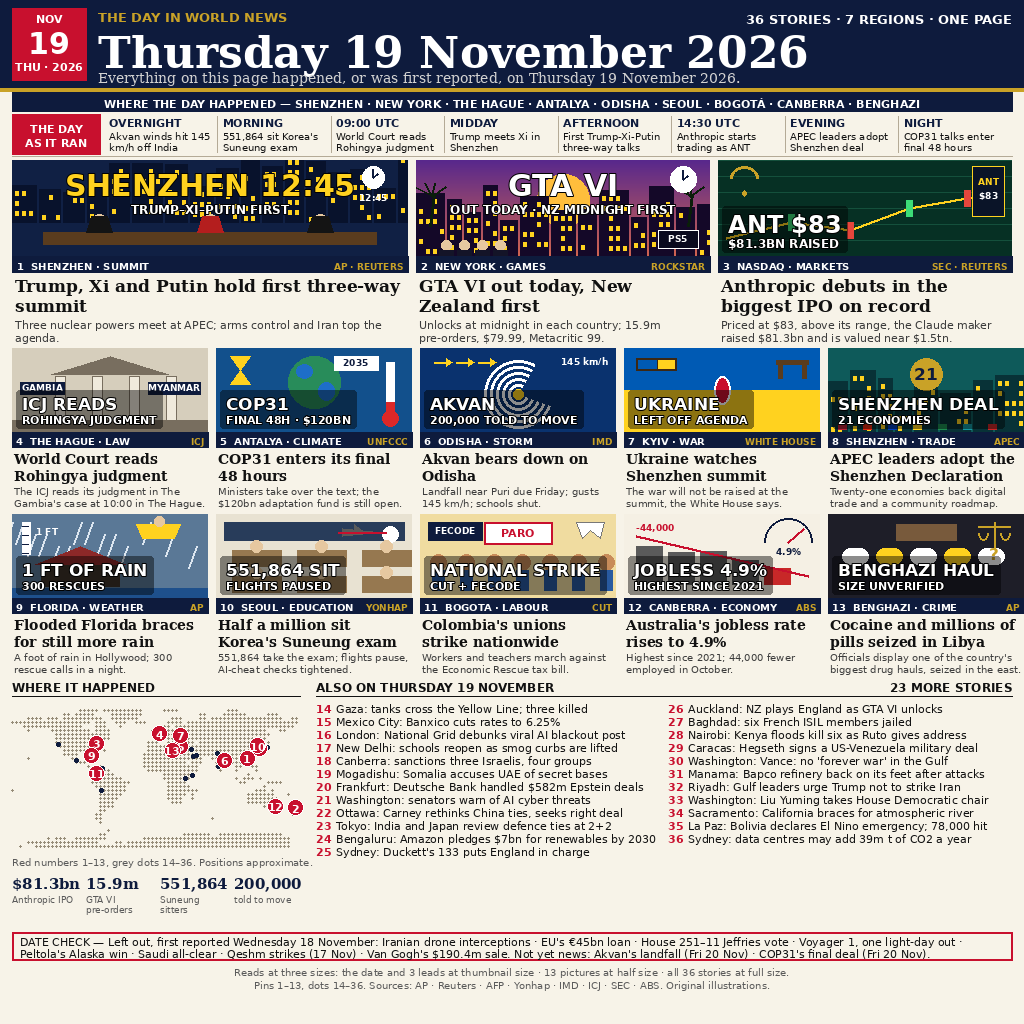 NOV
19
THU · 2026
THE DAY IN WORLD NEWS
36 STORIES · 7 REGIONS · ONE PAGE
Thursday 19 November 2026
Everything on this page happened, or was first reported, on Thursday 19 November 2026.
WHERE THE DAY HAPPENED — SHENZHEN · NEW YORK · THE HAGUE · ANTALYA · ODISHA · SEOUL · BOGOTÁ · CANBERRA · BENGHAZI
THE DAY
AS IT RAN
OVERNIGHT
Akvan winds hit 145
km/h off India
MORNING
551,864 sit Korea's
Suneung exam
09:00 UTC
World Court reads
Rohingya judgment
MIDDAY
Trump meets Xi in
Shenzhen
AFTERNOON
First Trump-Xi-Putin
three-way talks
14:30 UTC
Anthropic starts
trading as ANT
EVENING
APEC leaders adopt
Shenzhen deal
NIGHT
COP31 talks enter
final 48 hours
SHENZHEN 12:45
12:45
TRUMP-XI-PUTIN FIRST
1 SHENZHEN · SUMMIT
AP · REUTERS
Trump, Xi and Putin hold first three-way
summit
Three nuclear powers meet at APEC; arms control and Iran top the
agenda.
GTA VI
OUT TODAY · NZ MIDNIGHT FIRST
PS5
2 NEW YORK · GAMES
ROCKSTAR
GTA VI out today, New
Zealand first
Unlocks at midnight in each country; 15.9m
pre-orders, $79.99, Metacritic 99.
ANT
$83
ANT $83
$81.3BN RAISED
3 NASDAQ · MARKETS
SEC · REUTERS
Anthropic debuts in the
biggest IPO on record
Priced at $83, above its range, the Claude maker
raised $81.3bn and is valued near $1.5tn.
GAMBIA
MYANMAR
ICJ READS
ROHINGYA JUDGMENT
4 THE HAGUE · LAW
ICJ
World Court reads
Rohingya judgment
The ICJ reads its judgment in The
Gambia's case at 10:00 in The Hague.
2035
COP31
FINAL 48H · $120BN
5 ANTALYA · CLIMATE
UNFCCC
COP31 enters its final
48 hours
Ministers take over the text; the
$120bn adaptation fund is still open.
145 km/h
AKVAN
200,000 TOLD TO MOVE
6 ODISHA · STORM
IMD
Akvan bears down on
Odisha
Landfall near Puri due Friday; gusts
145 km/h; schools shut.
UKRAINE
LEFT OFF AGENDA
7 KYIV · WAR
WHITE HOUSE
Ukraine watches
Shenzhen summit
The war will not be raised at the
summit, the White House says.
21
SHENZHEN DEAL
21 ECONOMIES
8 SHENZHEN · TRADE
APEC
APEC leaders adopt the
Shenzhen Declaration
Twenty-one economies back digital
trade and a community roadmap.
1 FT
1 FT OF RAIN
300 RESCUES
9 FLORIDA · WEATHER
AP
Flooded Florida braces
for still more rain
A foot of rain in Hollywood; 300
rescue calls in a night.
551,864 SIT
FLIGHTS PAUSED
10 SEOUL · EDUCATION
YONHAP
Half a million sit
Korea's Suneung exam
551,864 take the exam; flights pause,
AI-cheat checks tightened.
FECODE
PARO
NATIONAL STRIKE
CUT + FECODE
11 BOGOTA · LABOUR
CUT
Colombia's unions
strike nationwide
Workers and teachers march against
the Economic Rescue tax bill.
-44,000
4.9%
JOBLESS 4.9%
HIGHEST SINCE 2021
12 CANBERRA · ECONOMY
ABS
Australia's jobless rate
rises to 4.9%
Highest since 2021; 44,000 fewer
employed in October.
?
BENGHAZI HAUL
SIZE UNVERIFIED
13 BENGHAZI · CRIME
AP
Cocaine and millions of
pills seized in Libya
Officials display one of the country's
biggest drug hauls, seized in the east.
WHERE IT HAPPENED
3
9
11
4
7
13
6
1
10
12
2
Red numbers 1–13, grey dots 14–36. Positions approximate.
$81.3bn
Anthropic IPO
15.9m
GTA VI
pre-orders
551,864
Suneung
sitters
200,000
told to move
ALSO ON THURSDAY 19 NOVEMBER
23 MORE STORIES
14 Gaza: tanks cross the Yellow Line; three killed
15 Mexico City: Banxico cuts rates to 6.25%
16 London: National Grid debunks viral AI blackout post
17 New Delhi: schools reopen as smog curbs are lifted
18 Canberra: sanctions three Israelis, four groups
19 Mogadishu: Somalia accuses UAE of secret bases
20 Frankfurt: Deutsche Bank handled $582m Epstein deals
21 Washington: senators warn of AI cyber threats
22 Ottawa: Carney rethinks China ties, seeks right deal
23 Tokyo: India and Japan review defence ties at 2+2
24 Bengaluru: Amazon pledges $7bn for renewables by 2030
25 Sydney: Duckett's 133 puts England in charge
26 Auckland: NZ plays England as GTA VI unlocks
27 Baghdad: six French ISIL members jailed
28 Nairobi: Kenya floods kill six as Ruto gives address
29 Caracas: Hegseth signs a US-Venezuela military deal
30 Washington: Vance: no 'forever war' in the Gulf
31 Manama: Bapco refinery back on its feet after attacks
32 Riyadh: Gulf leaders urge Trump not to strike Iran
33 Washington: Liu Yuming takes House Democratic chair
34 Sacramento: California braces for atmospheric river
35 La Paz: Bolivia declares El Nino emergency; 78,000 hit
36 Sydney: data centres may add 39m t of CO2 a year
DATE CHECK — Left out, first reported Wednesday 18 November: Iranian drone interceptions · EU's €45bn loan · House 251–11 Jeffries vote · Voyager 1, one light-day out ·
Peltola's Alaska win · Saudi all-clear · Qeshm strikes (17 Nov) · Van Gogh's $190.4m sale. Not yet news: Akvan's landfall (Fri 20 Nov) · COP31's final deal (Fri 20 Nov).
Reads at three sizes: the date and 3 leads at thumbnail size · 13 pictures at half size · all 36 stories at full size.
Pins 1–13, dots 14–36. Sources: AP · Reuters · AFP · Yonhap · IMD · ICJ · SEC · ABS. Original illustrations.